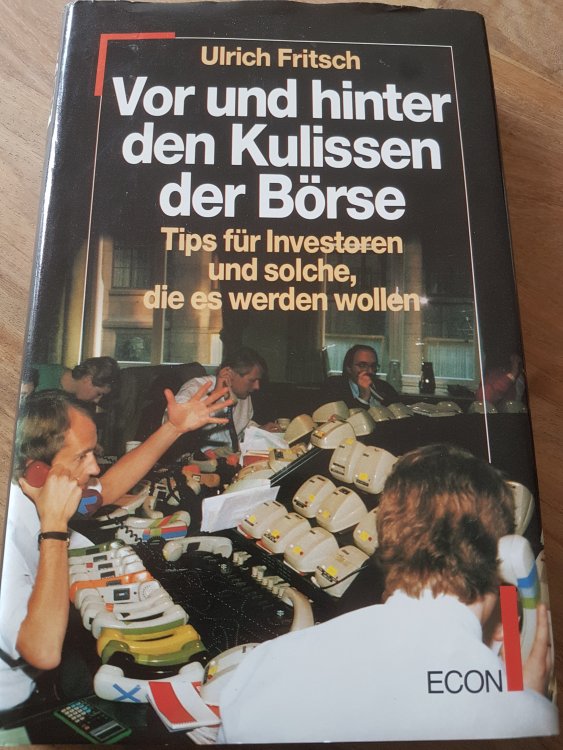 Ulrich Fritsch
Vor und hinter
den Kulissen
der Börse
Tips für Investoren
und solche,
die es werden wollen
ECON